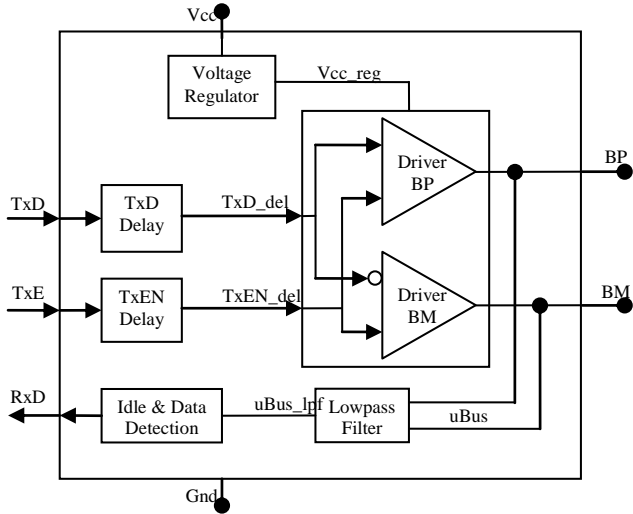 Vcc
Voltage
Regulator
Vcc_reg
Driver
BP
BP
TxD
TxD
Delay
TxD_del
TxE
TxEN
Delay
TxEN_del
Driver
BM
BM
RxD
Idle & Data
Detection
uBus_lpf
Lowpass
Filter
uBus
Gnd